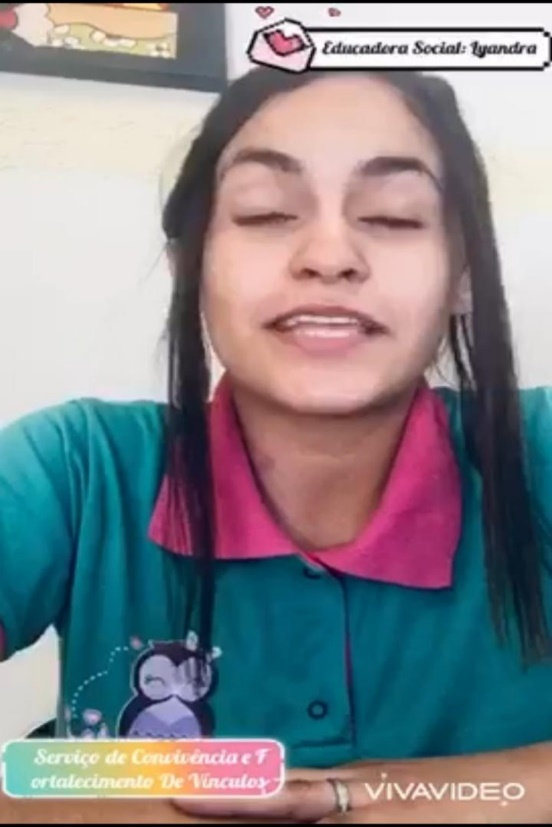 Educadora Social: Lyandra
Serviço de Convivência e F
ortalecimento De Vínculos
VIVAVIDEO